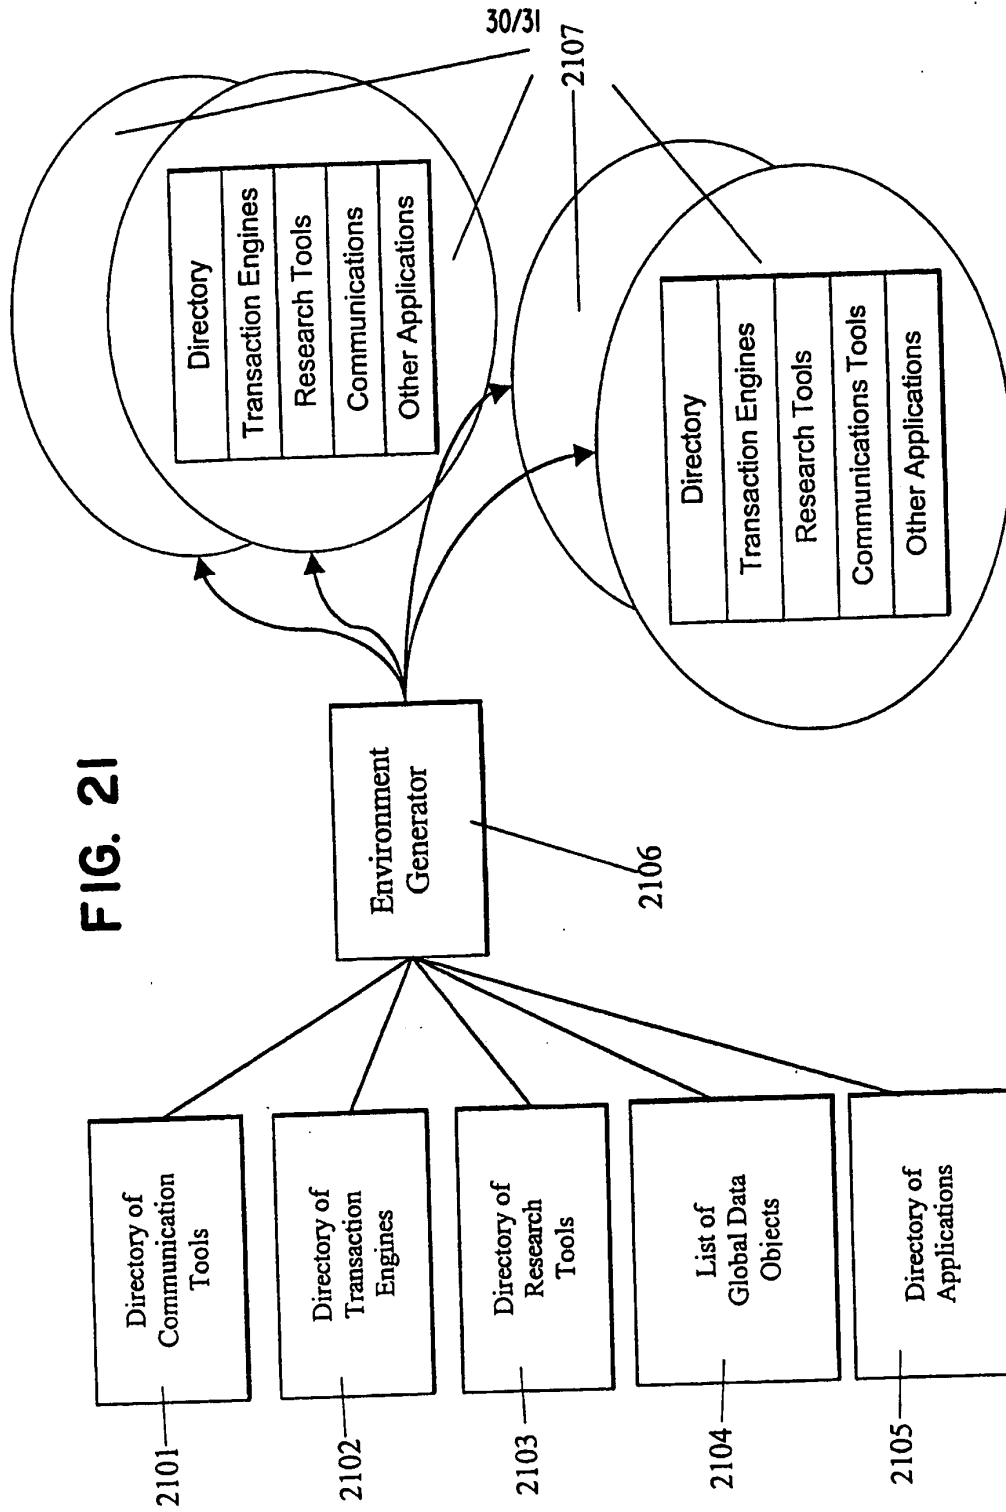 30/31
2107
FIG. 21
Directory
Transaction Engines
Research Tools
Communications
Other Applications
Directory
Transaction Engines
Research Tools
Communications Tools
Other Applications
Environment
Generator
2106
Directory of
Communication
Tools
2101
Directory of
Transaction
Engines
2102
Directory of
Research
Tools
2103
List of
Global Data
Objects
2104
Directory of
Applications
2105